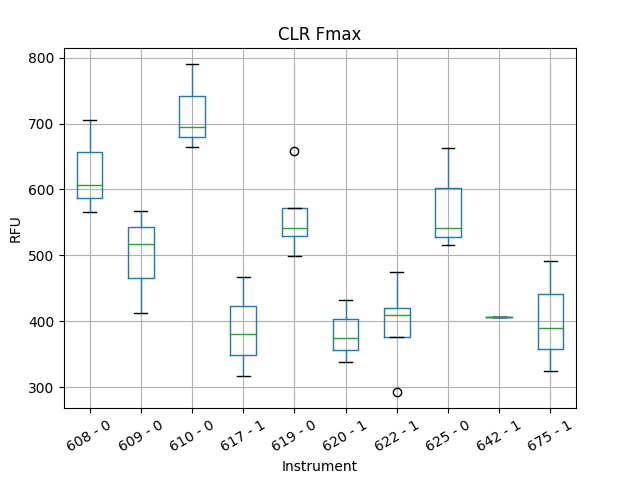 CLR Fmax
800
700
600
500
400
300
RFU
608 - 0
609 - 0
610 - 0
617 - 1
619 - 0
620 - 1
622 - 1
625 - 0
642 - 1
675 - 1
Instrument